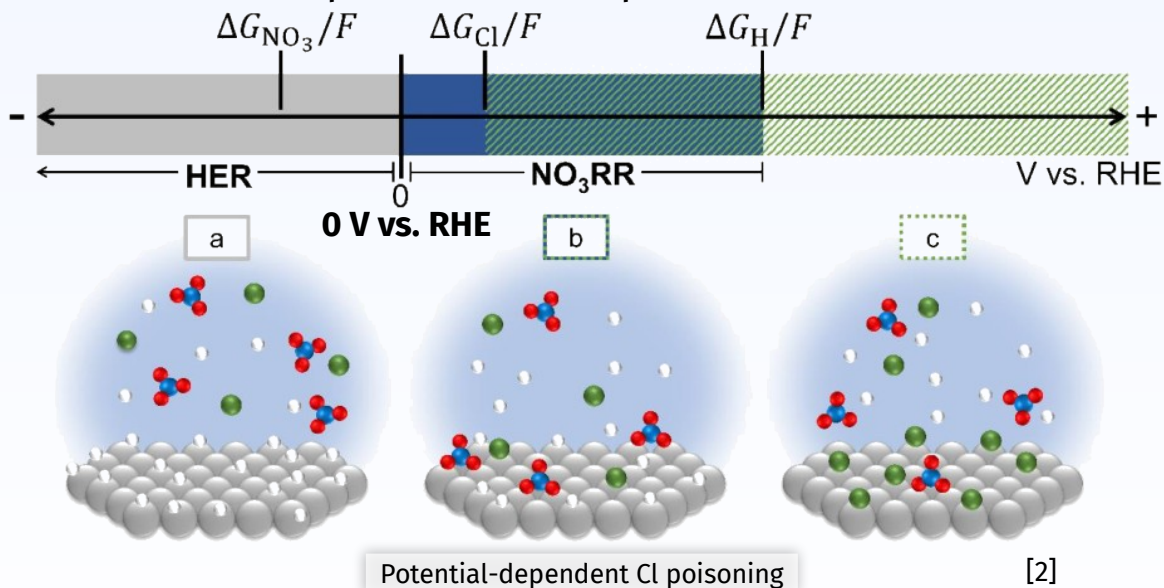 ΔG_NO₃/F ΔG_Cl/F ΔG_H/F
- +
HER NO₃RR V vs. RHE
0
0 V vs. RHE
a b c
Potential-dependent Cl poisoning [2]